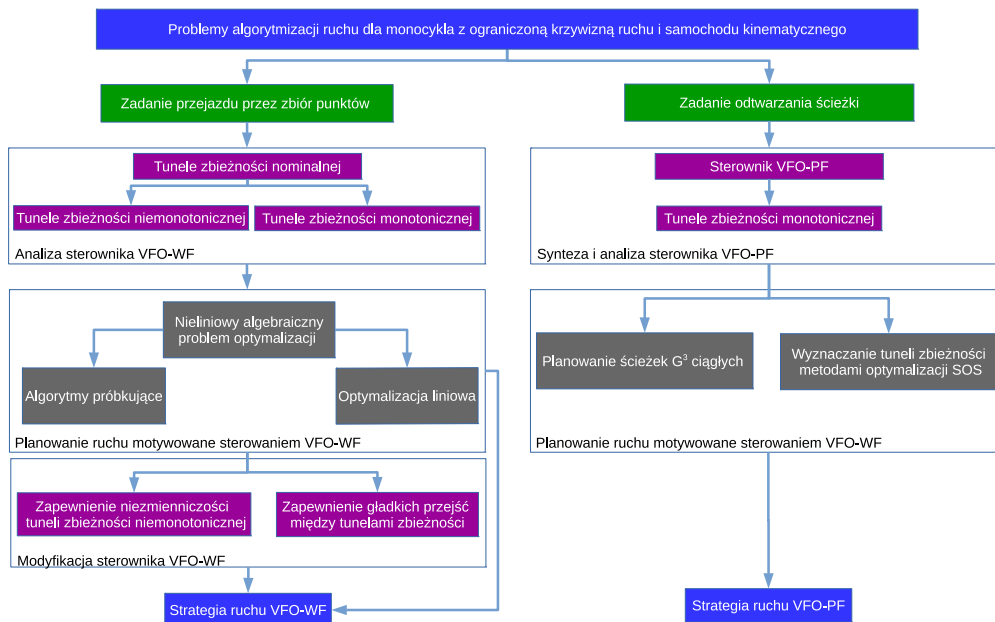 Problemy algorytmizacji ruchu dla monocykla z ograniczoną krzywizną ruchu i samochodu kinematycznego
Zadanie przejazdu przez zbiór punktów
Tunele zbieżności nominalnej
Tunele zbieżności niemonotonicznej
Tunele zbieżności monotonicznej
Analiza sterownika VFO-WF
Nieliniowy algebraiczny
problem optymalizacji
Algorytmy próbkujące
Optymalizacja liniowa
Planowanie ruchu motywowane sterowaniem VFO-WF
Zapewnienie niezmienniczości
tuneli zbieżności niemonotonicznej
Zapewnienie gładkich przejść
między tunelami zbieżności
Modyfikacja sterownika VFO-WF
Strategia ruchu VFO-WF
Zadanie odtwarzania ścieżki
Sterownik VFO-PF
Tunele zbieżności monotonicznej
Synteza i analiza sterownika VFO-PF
Planowanie ścieżek G³ ciągłych
Wyznaczanie tuneli zbieżności
metodami optymalizacji SOS
Planowanie ruchu motywowane sterowaniem VFO-WF
Strategia ruchu VFO-PF